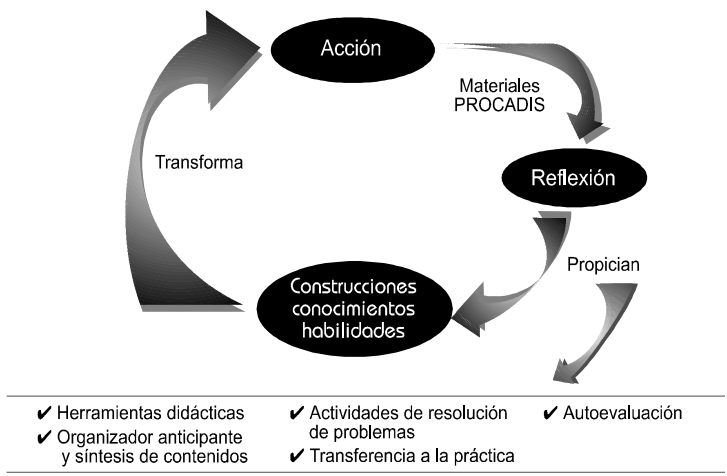 Acción
Materiales
PROCADIS
Transforma
Reflexión
Propician
Construcciones
conocimientos
habilidades
✔ Herramientas didácticas
✔ Organizador anticipante
y síntesis de contenidos
✔ Actividades de resolución
de problemas
✔ Transferencia a la práctica
✔ Autoevaluación